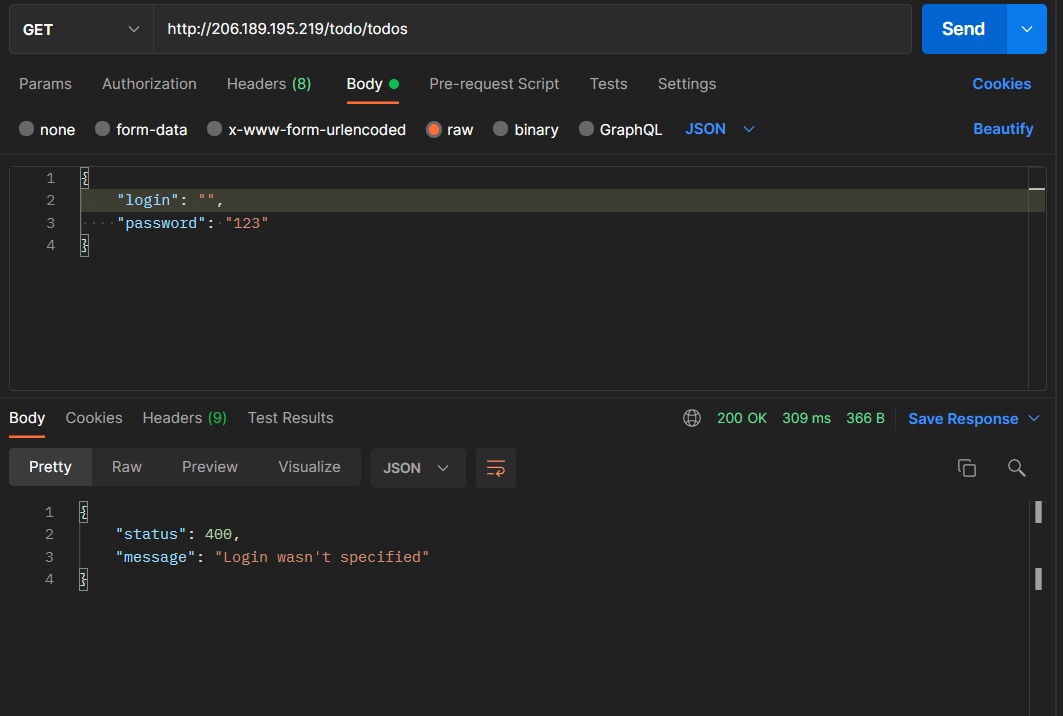 GET http://206.189.195.219/todo/todos Send
Params Authorization Headers (8) Body Pre-request Script Tests Settings Cookies
none form-data x-www-form-urlencoded raw binary GraphQL JSON Beautify
1 {
2 "login": "",
3 "password": "123"
4 }
Body Cookies Headers (9) Test Results 200 OK 309 ms 366 B Save Response
Pretty Raw Preview Visualize JSON
1 {
2 "status": 400,
3 "message": "Login wasn't specified"
4 }